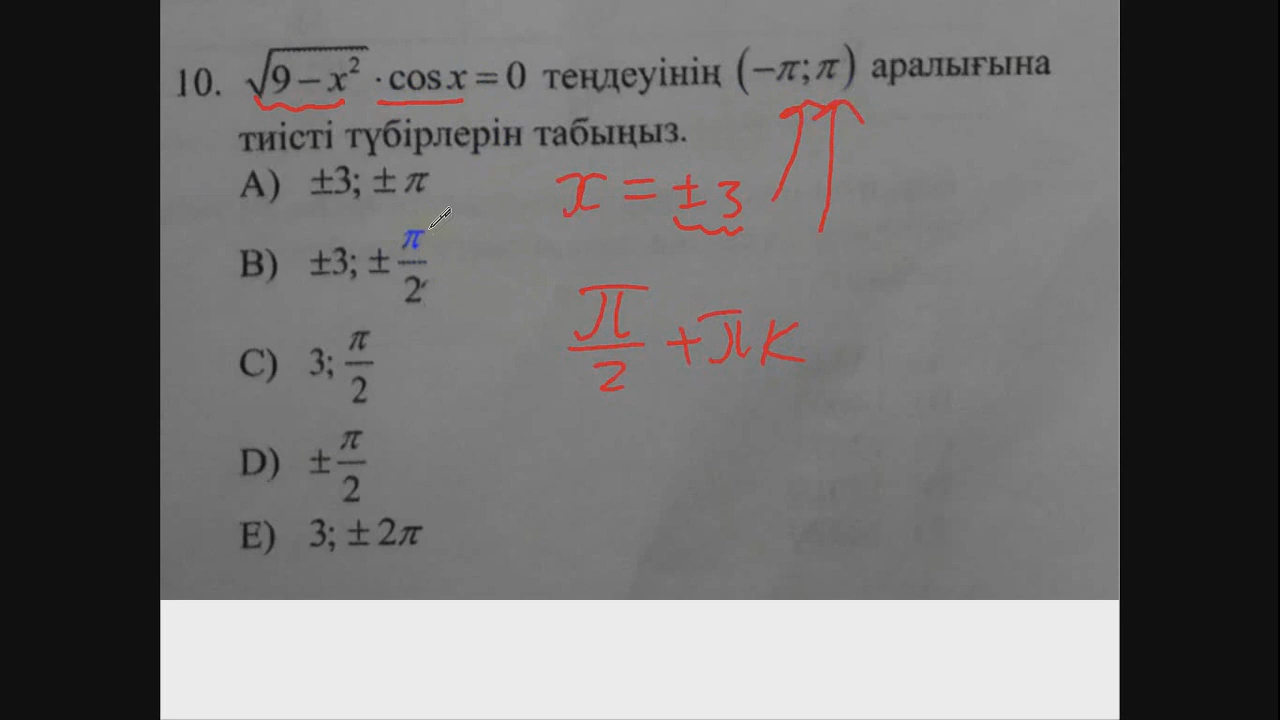 10. √9 − x² · cos x = 0 теңдеуінің (−π; π) аралығына
тиісті түбірлерін табыңыз.
A) ±3; ± π
x = ±3
B) ±3; ± π/2
π/2 + πk
C) 3; π/2
D) ± π/2
E) 3; ± 2π